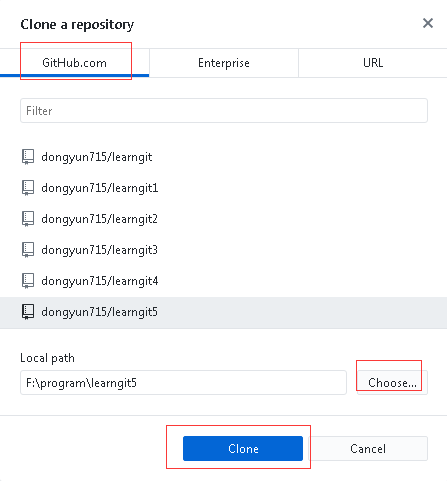 Clone a repository
GitHub.com Enterprise URL
Filter
dongyun715/learngit
dongyun715/learngit1
dongyun715/learngit2
dongyun715/learngit3
dongyun715/learngit4
dongyun715/learngit5
Local path
F:\program\learngit5 Choose...
Clone Cancel